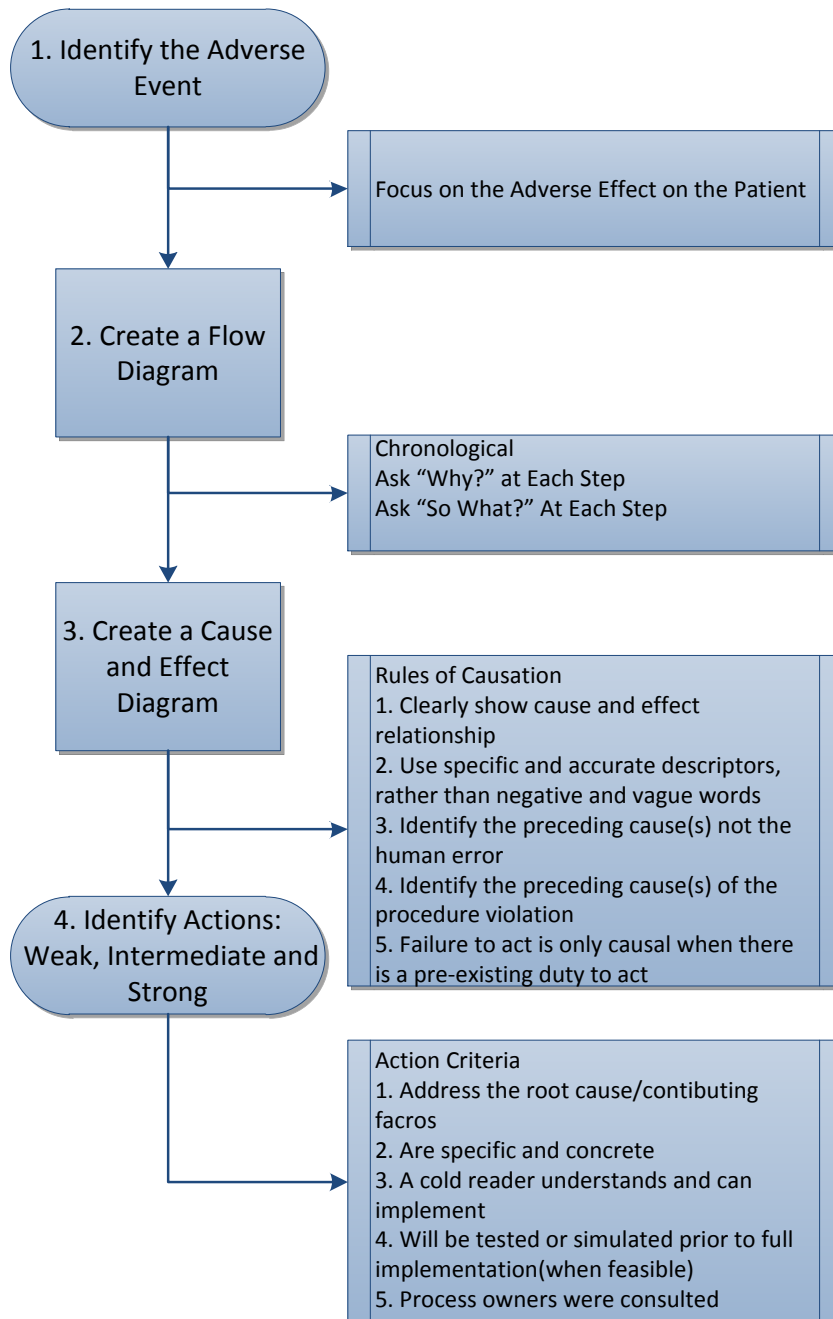 1. Identify the Adverse
Event
Focus on the Adverse Effect on the Patient
2. Create a Flow
Diagram
Chronological
Ask “Why?” at Each Step
Ask “So What?” At Each Step
3. Create a Cause
and Effect
Diagram
Rules of Causation
1. Clearly show cause and effect
relationship
2. Use specific and accurate descriptors,
rather than negative and vague words
3. Identify the preceding cause(s) not the
human error
4. Identify the preceding cause(s) of the
procedure violation
5. Failure to act is only causal when there
is a pre-existing duty to act
4. Identify Actions:
Weak, Intermediate and
Strong
Action Criteria
1. Address the root cause/contibuting
facros
2. Are specific and concrete
3. A cold reader understands and can
implement
4. Will be tested or simulated prior to full
implementation(when feasible)
5. Process owners were consulted